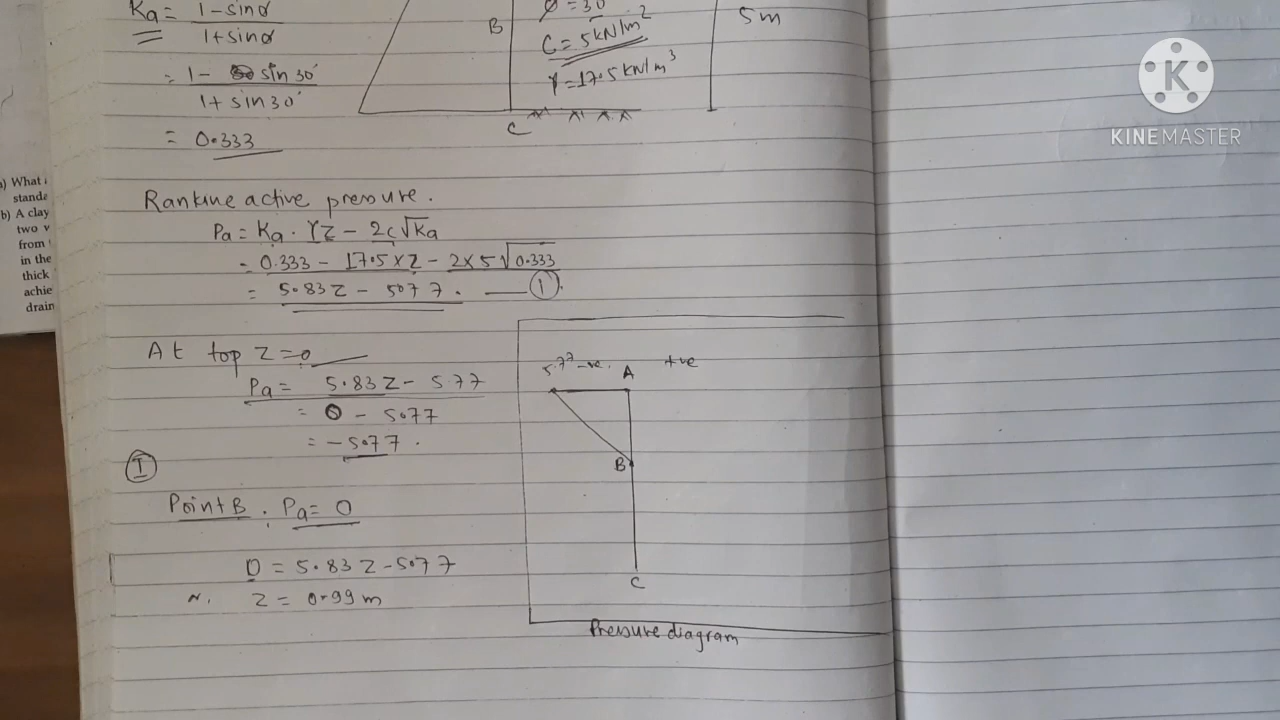 Ka = 1 - sinα
1 + sinα
= 1 - sin 30°
1 + sin 30°
= 0.333
B
Ø = 30
C = 5 kN/m²
γ = 17.5 kN/m³
C
5m
KINEMASTER
a) What i
standa
b) A clay
two v
from
in the
thick
achie
drain
Rankine active pressure.
Pa = Ka · γZ - 2c√Ka
= 0.333 - 17.5 x Z - 2 x 5 √0.333
= 5.83 Z - 5.77. — ①.
At top Z = 0
Pa = 5.83 Z - 5.77
= 0 - 5.77
= - 5.77.
I
Point B. Pa = 0
0 = 5.83 Z - 5.77
Z = 0.99 m
5.77 -ve. A +ve
B
C
Pressure diagram